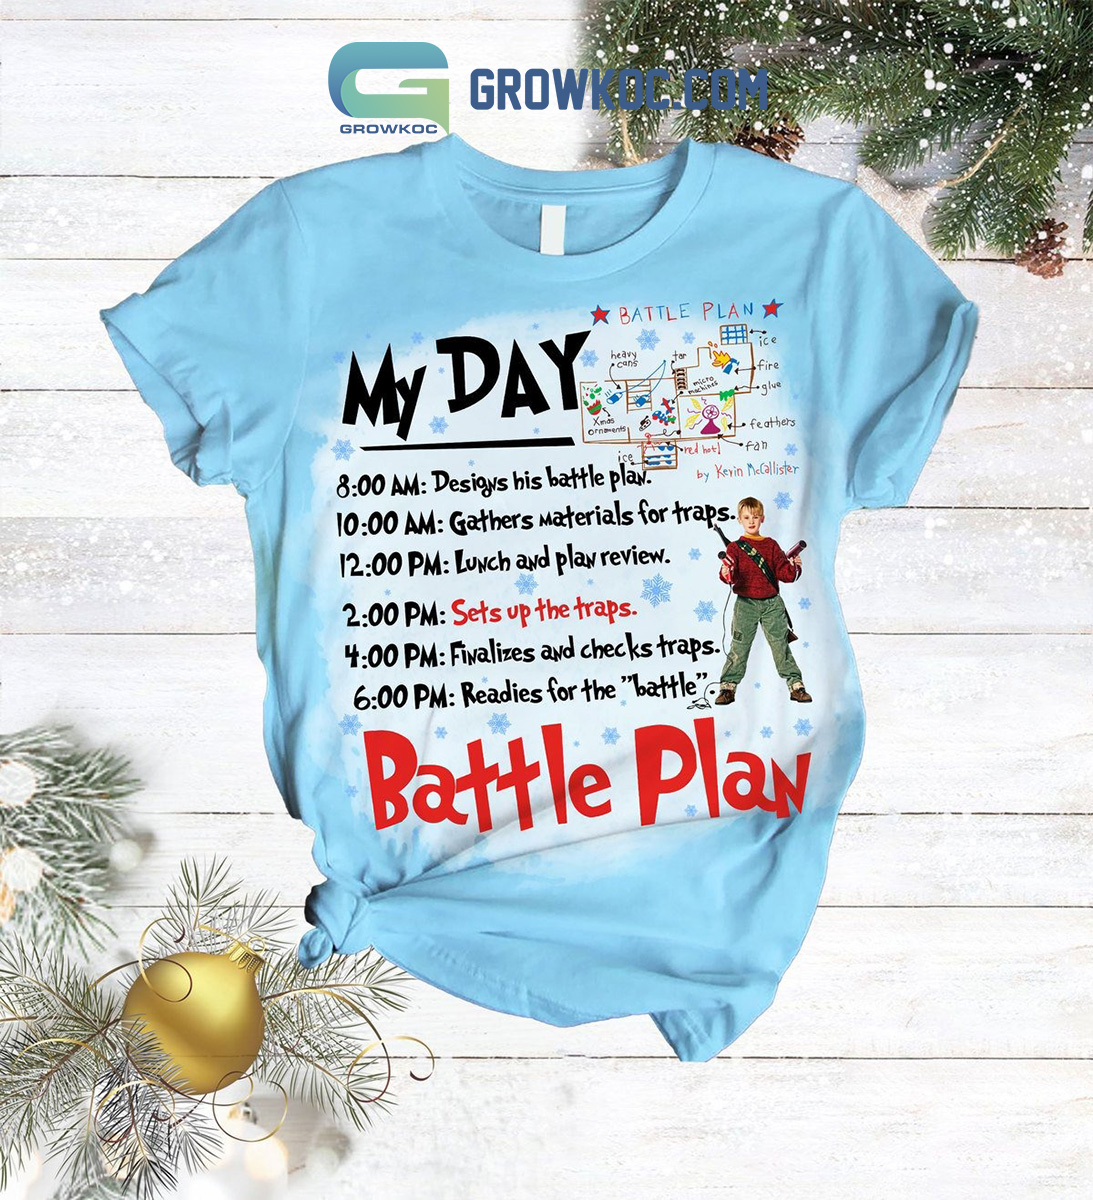 GROWKOC
GROWKOC.COM
BATTLE PLAN
My DAY
heavy
cans
tar
ice
fire
micro
machines
glue
Xmas
ornaments
feathers
fan
red hot!
ice
by Kevin McCallister
8:00 AM: Designs his battle plan.
10:00 AM: Gathers materials for traps.
12:00 PM: Lunch and plan review.
2:00 PM: Sets up the traps.
4:00 PM: Finalizes and checks traps.
6:00 PM: Readies for the "battle".
Battle Plan